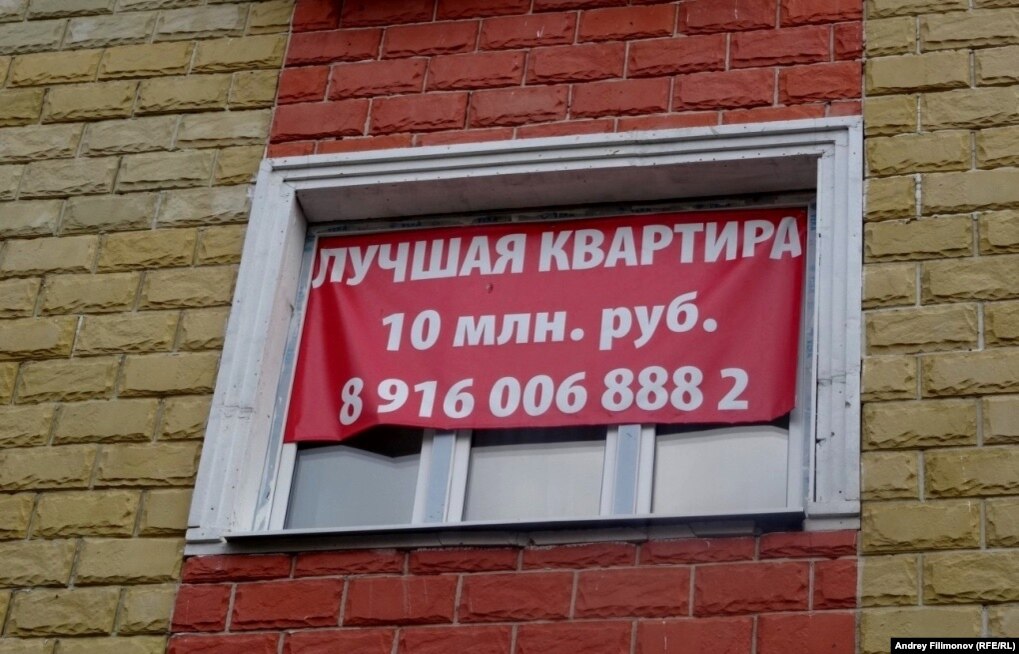 ЛУЧШАЯ КВАРТИРА
10 млн. руб.
8 916 006 888 2
Andrey Filimonov (RFE/RL)